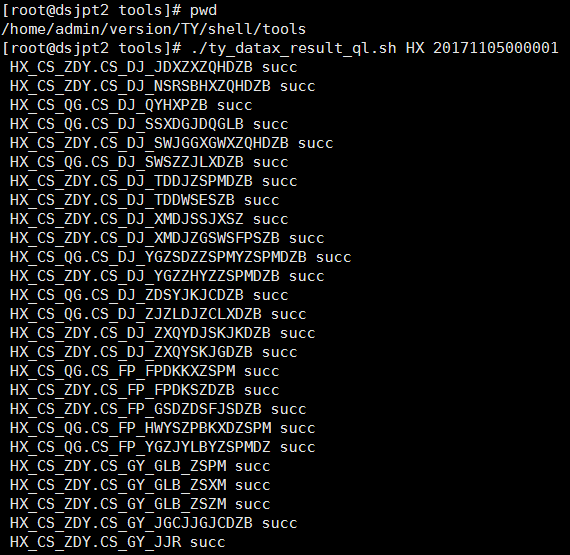 [root@dsjpt2 tools]# pwd
/home/admin/version/TY/shell/tools
[root@dsjpt2 tools]# ./ty_datax_result_ql.sh HX 20171105000001
HX_CS_ZDY.CS_DJ_JDXZXZQHDZB succ
HX_CS_ZDY.CS_DJ_NSRSBHXZQHDZB succ
HX_CS_QG.CS_DJ_QYHXPZB succ
HX_CS_QG.CS_DJ_SSXDGJDQGLB succ
HX_CS_ZDY.CS_DJ_SWJGGXGWXZQHDZB succ
HX_CS_QG.CS_DJ_SWSZZJLXDZB succ
HX_CS_ZDY.CS_DJ_TDDJZSPMDZB succ
HX_CS_ZDY.CS_DJ_TDDWSESZB succ
HX_CS_ZDY.CS_DJ_XMDJSSJXSZ succ
HX_CS_ZDY.CS_DJ_XMDJZGSWSFPSZB succ
HX_CS_QG.CS_DJ_YGZSDZZSPMYZSPMDZB succ
HX_CS_ZDY.CS_DJ_YGZZHYZZSPMDZB succ
HX_CS_QG.CS_DJ_ZDSYJKJCDZB succ
HX_CS_QG.CS_DJ_ZJZLDJZCLXDZB succ
HX_CS_ZDY.CS_DJ_ZXQYDJSKJKDZB succ
HX_CS_ZDY.CS_DJ_ZXQYSKJGDZB succ
HX_CS_QG.CS_FP_FPDKKXZSPM succ
HX_CS_ZDY.CS_FP_FPDKSZDZB succ
HX_CS_ZDY.CS_FP_GSDZDSFJSDZB succ
HX_CS_QG.CS_FP_HWYSZPBKXDZSPM succ
HX_CS_QG.CS_FP_YGZJYLBYZSPMDZ succ
HX_CS_ZDY.CS_GY_GLB_ZSPM succ
HX_CS_ZDY.CS_GY_GLB_ZSXM succ
HX_CS_ZDY.CS_GY_GLB_ZSZM succ
HX_CS_ZDY.CS_GY_JGCJJGJCDZB succ
HX_CS_ZDY.CS_GY_JJR succ